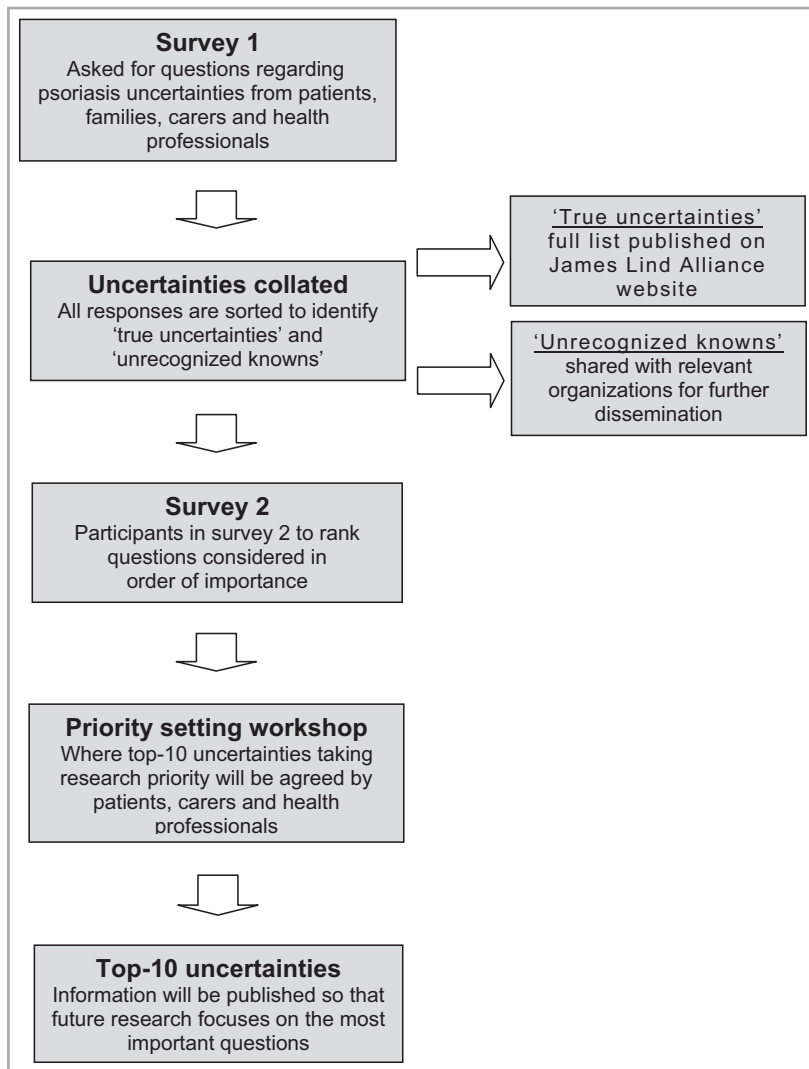 Survey 1
Asked for questions regarding
psoriasis uncertainties from patients,
families, carers and health
professionals
Uncertainties collated
All responses are sorted to identify
‘true uncertainties’ and
‘unrecognized knowns’
‘True uncertainties’
full list published on
James Lind Alliance
website
‘Unrecognized knowns’
shared with relevant
organizations for further
dissemination
Survey 2
Participants in survey 2 to rank
questions considered in
order of importance
Priority setting workshop
Where top-10 uncertainties taking
research priority will be agreed by
patients, carers and health
professionals
Top-10 uncertainties
Information will be published so that
future research focuses on the most
important questions